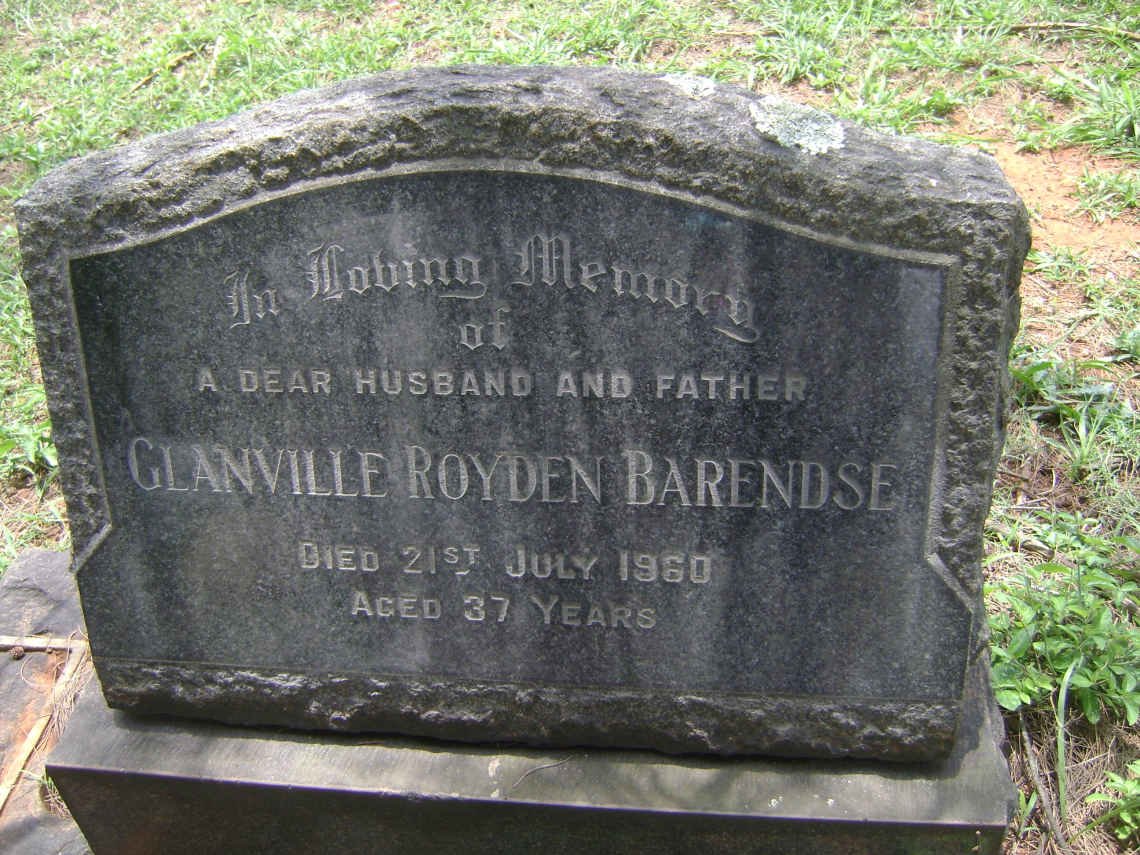 In Loving Memory
of
A DEAR HUSBAND AND FATHER
GLANVILLE ROYDEN BARENDSE
DIED 21ST JULY 1960
AGED 37 YEARS